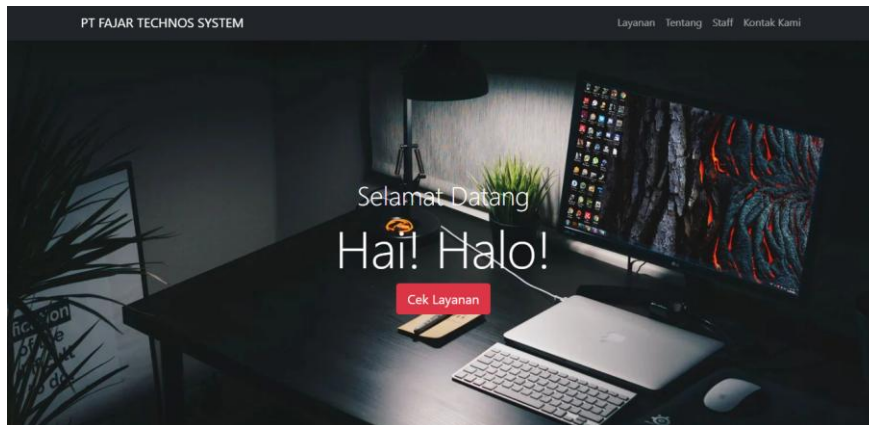 PT FAJAR TECHNOS SYSTEM
Layanan Tentang Staff Kontak Kami
Selamat Datang
Hai! Halo!
Cek Layanan